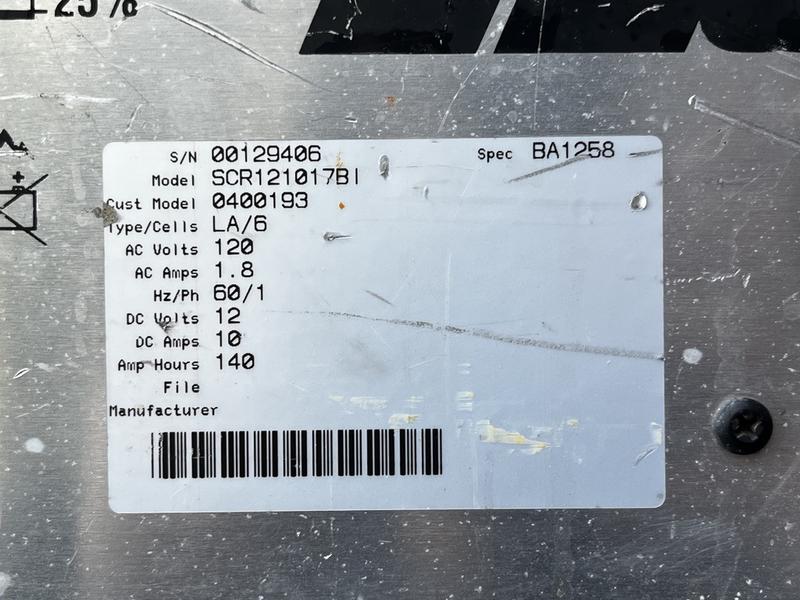 25%
S/N 00129406 Spec BA1258
Model SCR121017BI
Cust Model 0400193
Type/Cells LA/6
AC Volts 120
AC Amps 1.8
Hz/Ph 60/1
DC Volts 12
DC Amps 10
Amp Hours 140
File
Manufacturer